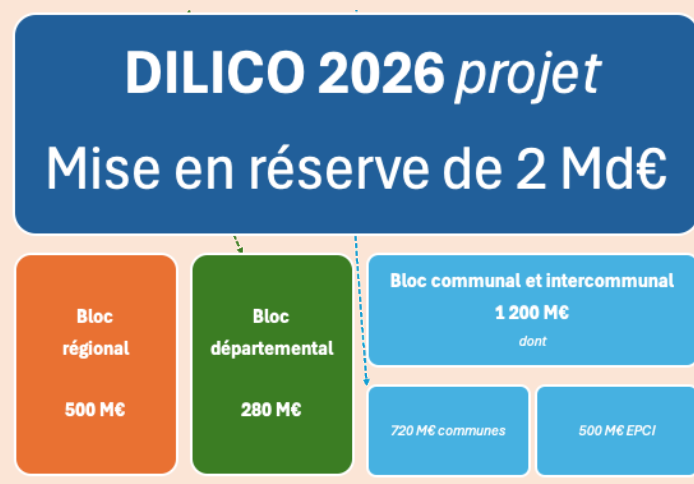 DILICO 2026 projet
Mise en réserve de 2 Md€
Bloc
régional
500 M€
Bloc
départemental
280 M€
Bloc communal et intercommunal
1 200 M€
dont
720 M€ communes
500 M€ EPCI